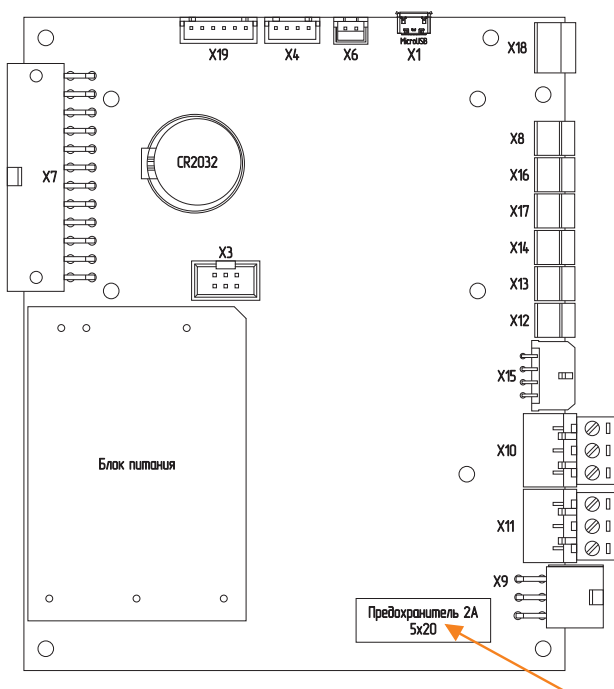 X19
X4
X6
MicroUSB
X1
X18
X7
CR2032
X8
X16
X17
X14
X13
X12
X3
X15
Блок питания
X10
X11
X9
Предохранитель 2А
5x20